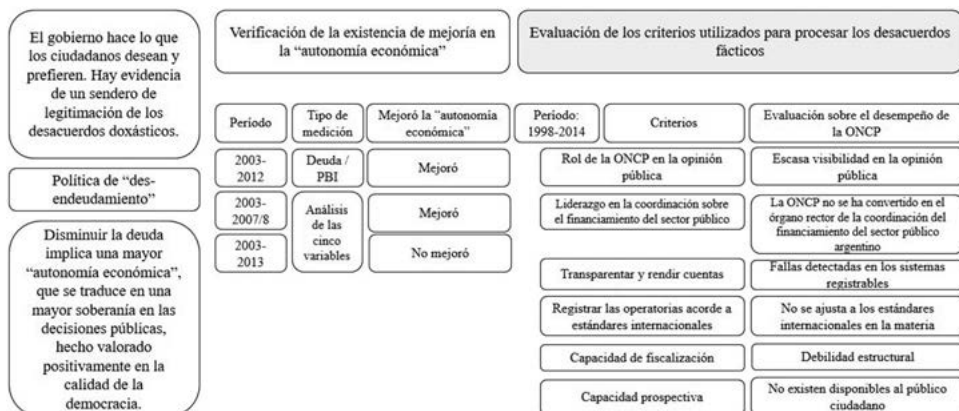 El gobierno hace lo que
los ciudadanos desean y
prefieren. Hay evidencia
de un sendero de
legitimación de los
desacuerdos doxásticos.
Política de “des-
endeudamiento”
Disminuir la deuda
implica una mayor
“autonomía económica”,
que se traduce en una
mayor soberanía en las
decisiones públicas,
hecho valorado
positivamente en la
calidad de la
democracia.
Verificación de la existencia de mejoría en
la “autonomía económica”
Período
Tipo de
medición
Mejoró la “autonomía
económica”
2003-
2012
Deuda /
PBI
Mejoró
2003-
2007/8
Análisis
de las
cinco
variables
Mejoró
2003-
2013
No mejoró
Evaluación de los criterios utilizados para procesar los desacuerdos
fácticos
Período:
1998-2014
Criterios
Evaluación sobre el desempeño de
la ONCP
Rol de la ONCP en la opinión
pública
Escasa visibilidad en la opinión
pública
Liderazgo en la coordinación sobre
el financiamiento del sector público
La ONCP no se ha convertido en el
órgano rector de la coordinación del
financiamiento del sector público
argentino
Transparentar y rendir cuentas
Fallas detectadas en los sistemas
registrables
Registrar las operatorias acorde a
estándares internacionales
No se ajusta a los estándares
internacionales en la materia
Capacidad de fiscalización
Debilidad estructural
Capacidad prospectiva
No existen disponibles al público
ciudadano